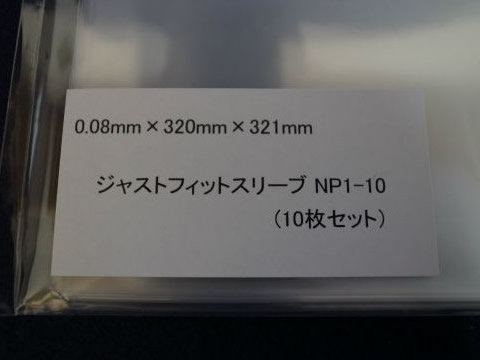 0.08mm×320mm×321mm
ジャストフィットスリーブ NP1-10
（10枚セット）